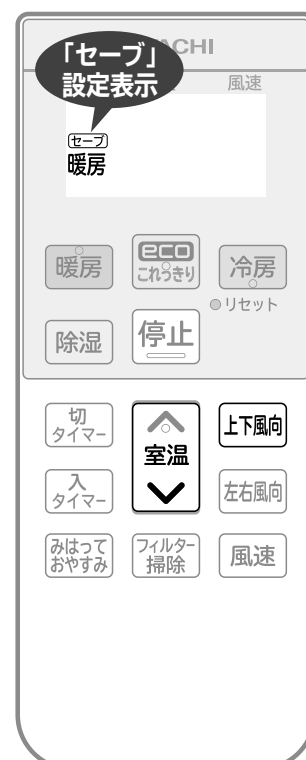 「セーブ」
設定表示
ACHI
風速
セーブ
暖房
暖房
eco
これっきり
冷房
リセット
除湿
停止
切
タイマー
室温
上下風向
入
タイマー
左右風向
みはって
おやすみ
フィルター
掃除
風速